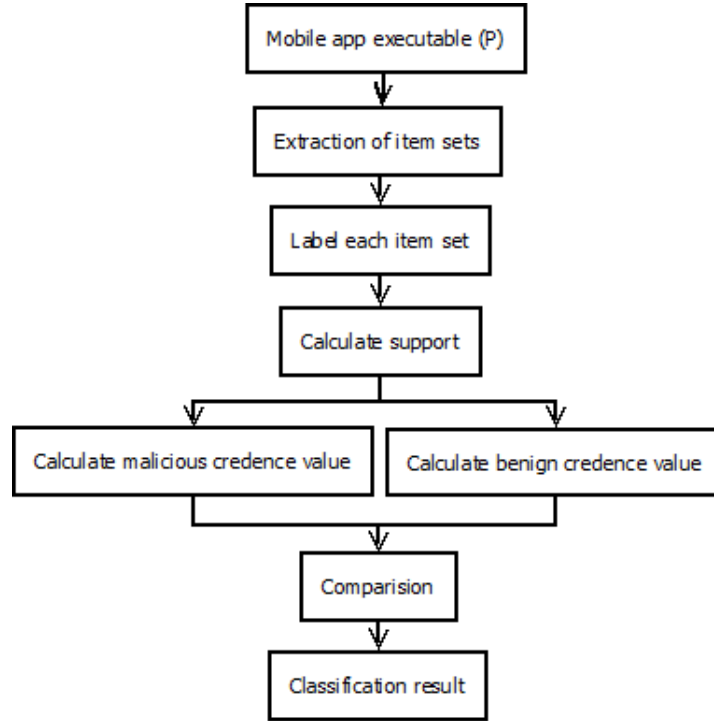 Mobile app executable (P)
Extraction of item sets
Label each item set
Calculate support
Calculate malicious credence value
Calculate benign credence value
Comparision
Classification result